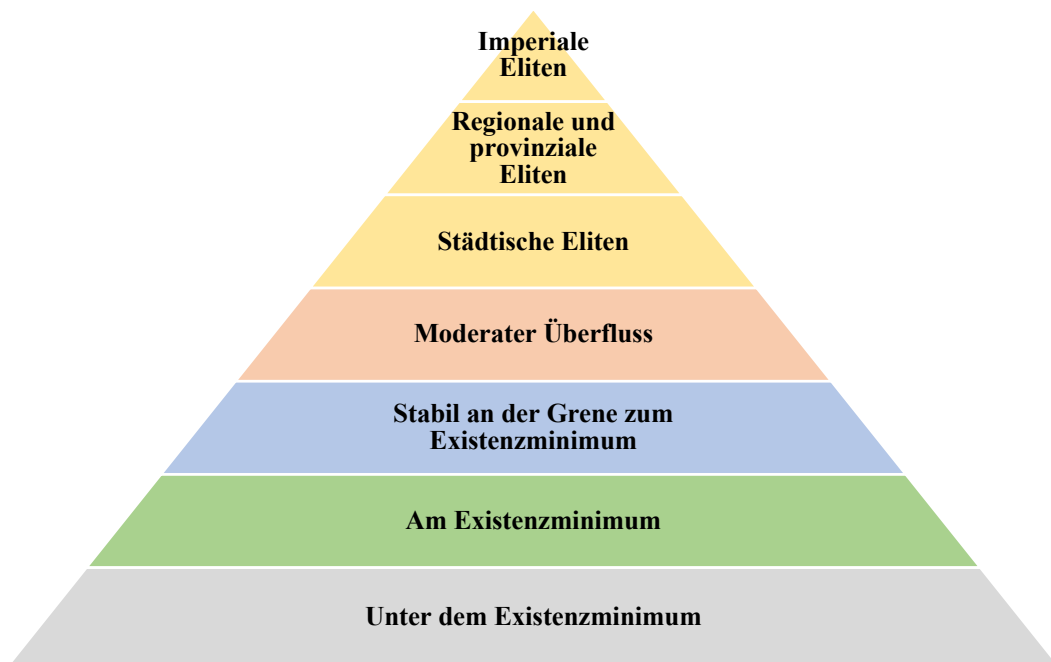 Imperiale
Eliten
Regionale und
provinziale
Eliten
Städtische Eliten
Moderater Überfluss
Stabil an der Grene zum
Existenzminimum
Am Existenzminimum
Unter dem Existenzminimum